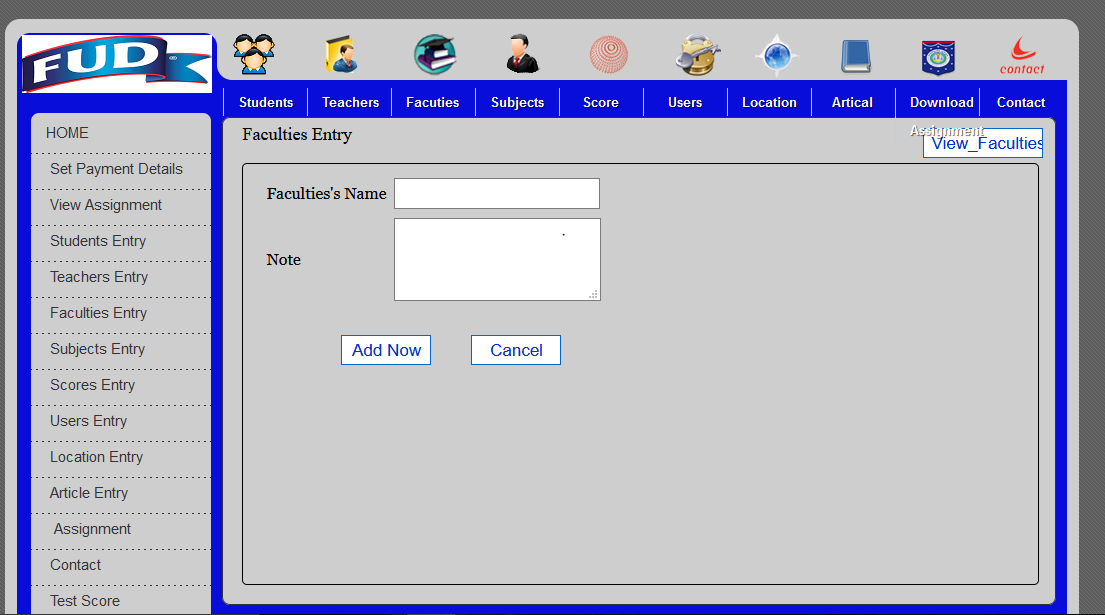 FUD
®
contact
Students
Teachers
Faculties
Subjects
Score
Users
Location
Artical
Download
Assignment
Contact
HOME
Set Payment Details
View Assignment
Students Entry
Teachers Entry
Faculties Entry
Subjects Entry
Scores Entry
Users Entry
Location Entry
Article Entry
Assignment
Contact
Test Score
Faculties Entry
View_Faculties
Faculties's Name
Note
Add Now
Cancel